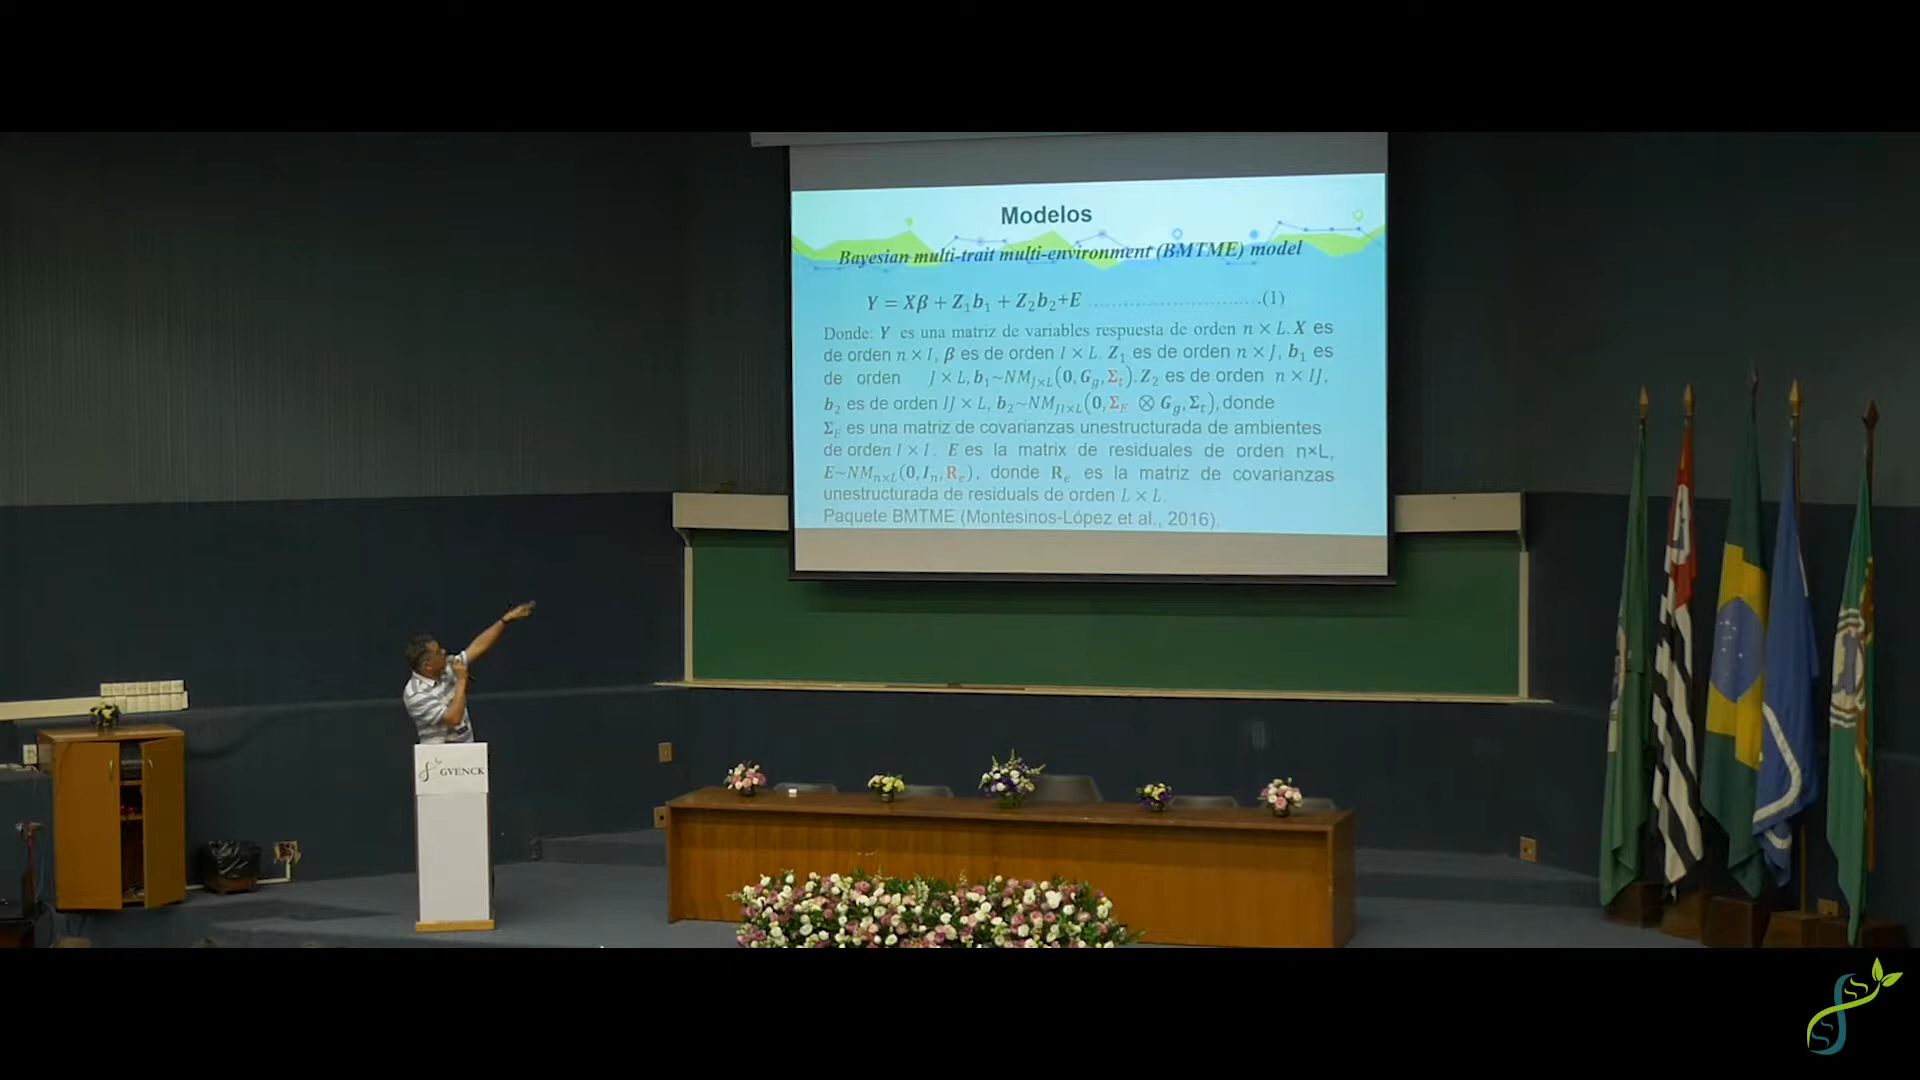 Modelos
Bayesian multi-trait multi-environment (BMTME) model
Y = Xβ + Z₁b₁ + Z₂b₂+E ................................(1)
Donde: Y es una matriz de variables respuesta de orden n × L. X es
de orden n × I, β es de orden I × L. Z₁ es de orden n × J, b₁ es
de orden J × L, b₁~NM_J×L(0, G_g, Σ_t). Z₂ es de orden n × IJ,
b₂ es de orden IJ × L, b₂~NM_JI×L(0, Σ_E ⊗ G_g, Σ_t), donde
Σ_E es una matriz de covarianzas unestructurada de ambientes
de orden I × I. E es la matrix de residuales de orden n×L,
E~NM_n×L(0, I_n, R_e), donde R_e es la matriz de covarianzas
unestructurada de residuals de orden L × L.
Paquete BMTME (Montesinos-López et al., 2016).
GVENCK